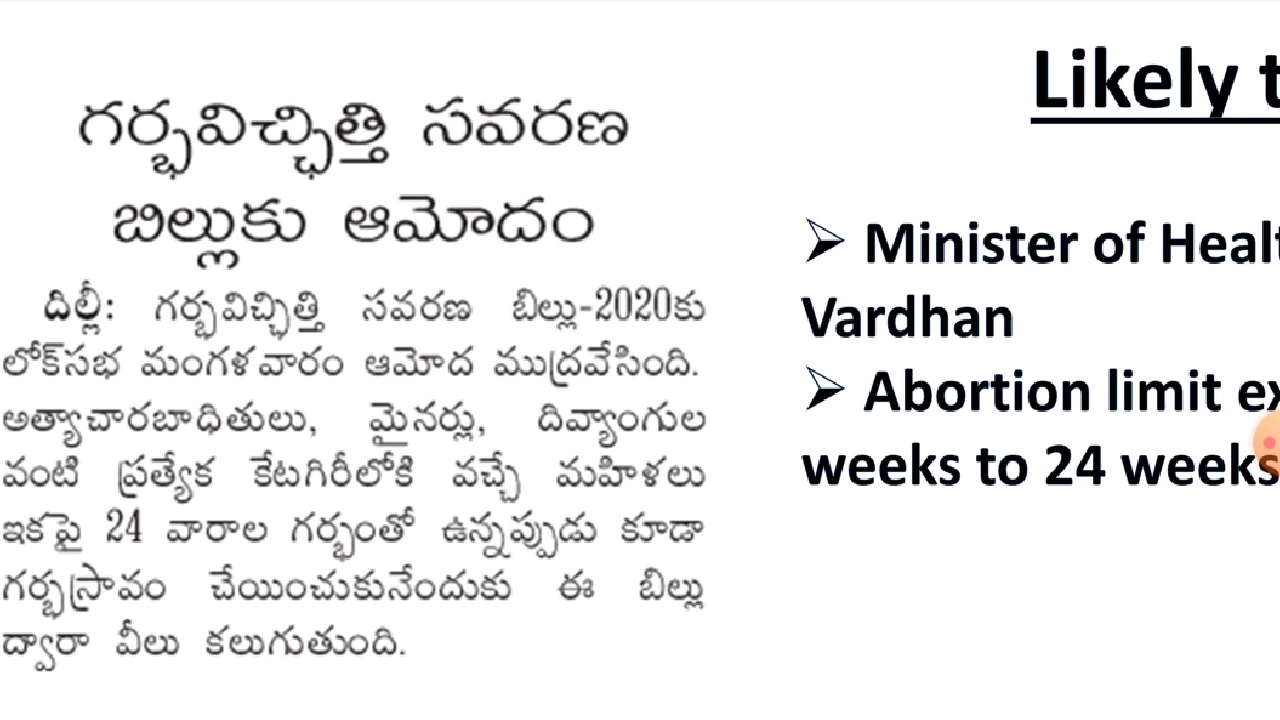 గర్భవిచ్ఛిత్తి సవరణ
బిల్లుకు ఆమోదం
దిల్లీ: గర్భవిచ్ఛిత్తి సవరణ బిల్లు-2020కు
లోక్‌సభ మంగళవారం ఆమోద ముద్రవేసింది.
అత్యాచారబాధితులు, మైనర్లు, దివ్యాంగుల
వంటి ప్రత్యేక కేటగిరీలోకి వచ్చే మహిళలు
ఇకపై 24 వారాల గర్భంతో ఉన్నప్పుడు కూడా
గర్భస్రావం చేయించుకునేందుకు ఈ బిల్లు
ద్వారా వీలు కలుగుతుంది.
Likely
➢ Minister of
Vardhan
➢ Abortion limit
weeks to 24 weeks